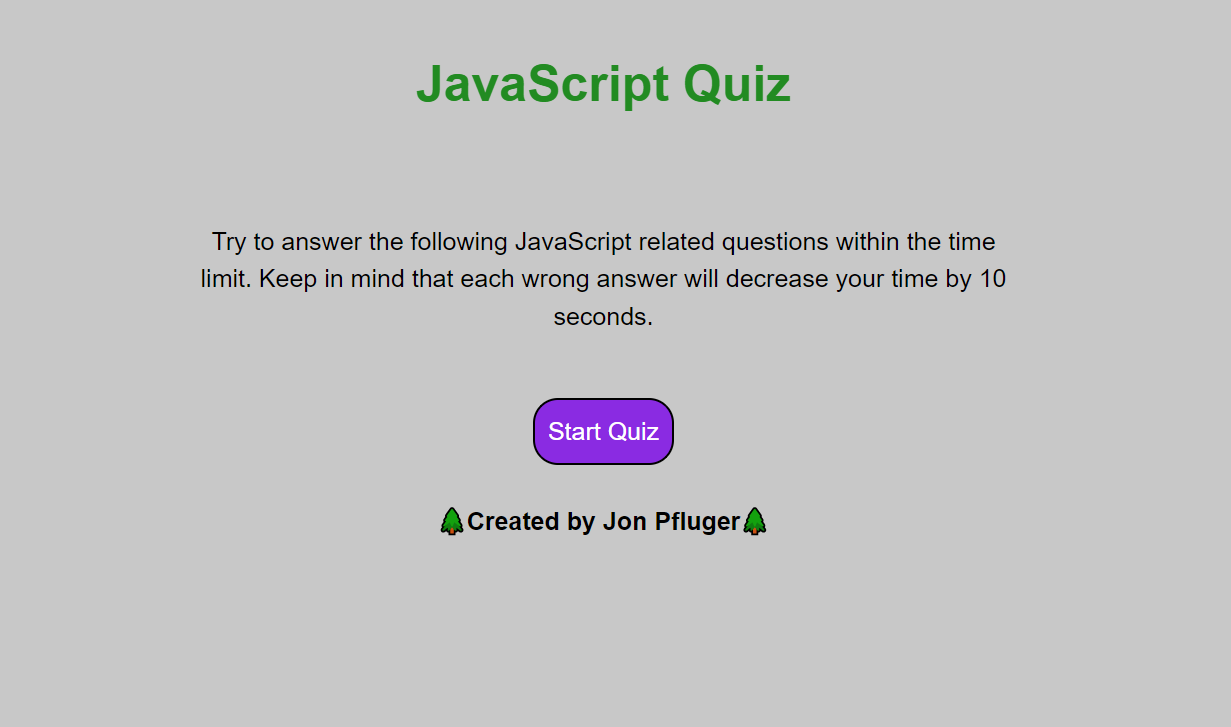 JavaScript Quiz
Try to answer the following JavaScript related questions within the time
limit. Keep in mind that each wrong answer will decrease your time by 10
seconds.
Start Quiz
🌲Created by Jon Pfluger🌲